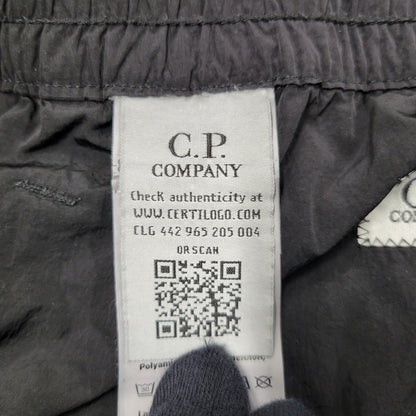 C.P.
COMPANY
Check authenticity at
WWW.CERTILOGO.COM
CLG 442 965 205 004
OR SCAN